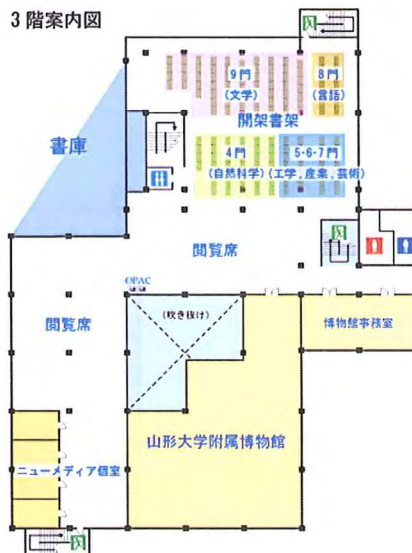 3階案内図
9門
(文学)
8門
(言語)
開架書架
書庫
4門
(自然科学)
5・6・7門
(工学,産業,芸術)
閲覧席
OPAC
(吹き抜け)
閲覧席
博物館事務室
山形大学附属博物館
ニューメディア個室